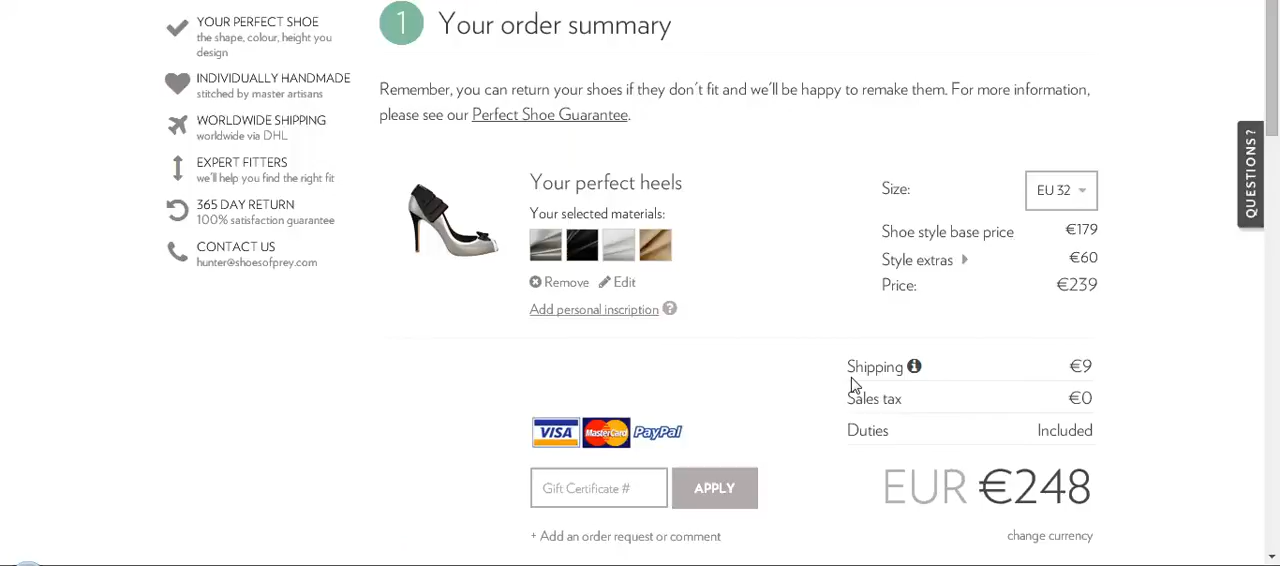 YOUR PERFECT SHOE
the shape, colour, height you
design
INDIVIDUALLY HANDMADE
stitched by master artisans
WORLDWIDE SHIPPING
worldwide via DHL
EXPERT FITTERS
we'll help you find the right fit
365 DAY RETURN
100% satisfaction guarantee
CONTACT US
hunter@shoesofprey.com
1 Your order summary
Remember, you can return your shoes if they don't fit and we'll be happy to remake them. For more information,
please see our Perfect Shoe Guarantee.
Your perfect heels
Your selected materials:
Remove Edit
Add personal inscription ?
Size: EU 32
Shoe style base price €179
Style extras €60
Price: €239
Shipping €9
Sales tax €0
Duties Included
VISA MasterCard PayPal
Gift Certificate # APPLY
EUR €248
+ Add an order request or comment
change currency
QUESTIONS?